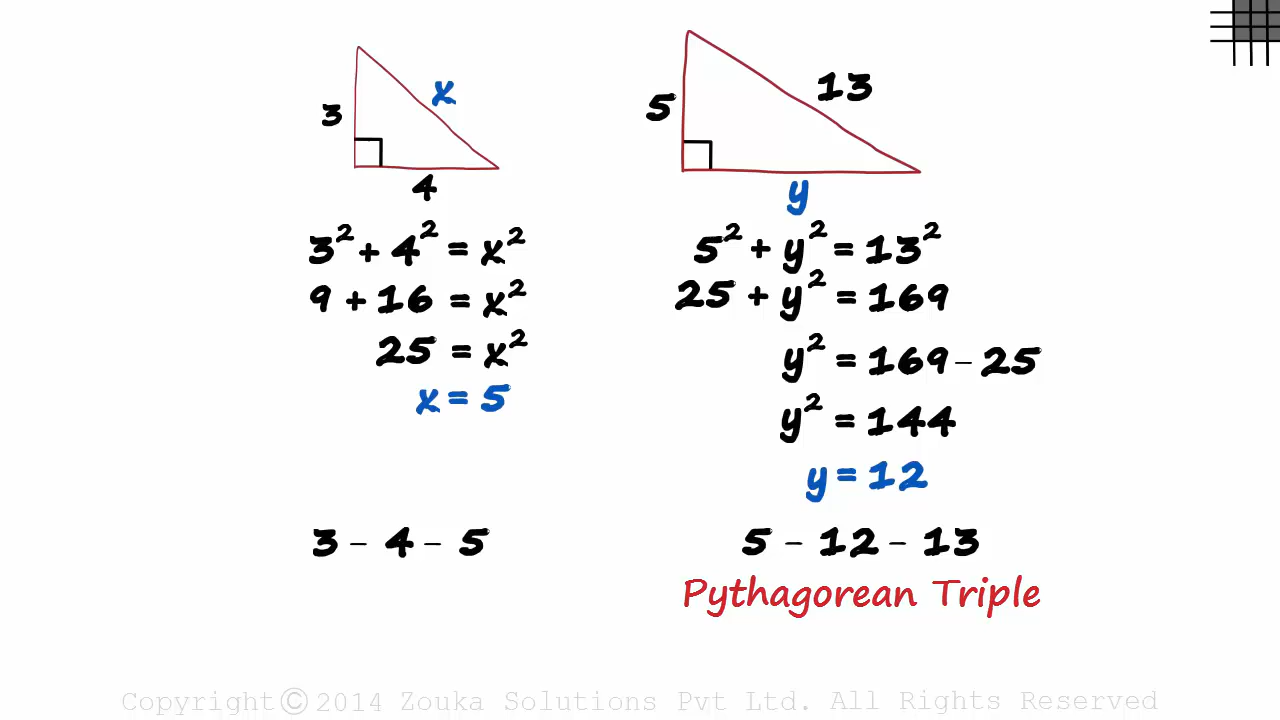 3
x
4
3² + 4² = x²
9 + 16 = x²
25 = x²
x = 5
3 – 4 – 5
5
13
y
5² + y² = 13²
25 + y² = 169
y² = 169 – 25
y² = 144
y = 12
5 – 12 – 13
Pythagorean Triple
Copyright © 2014 Zouka Solutions Pvt Ltd. All Rights Reserved